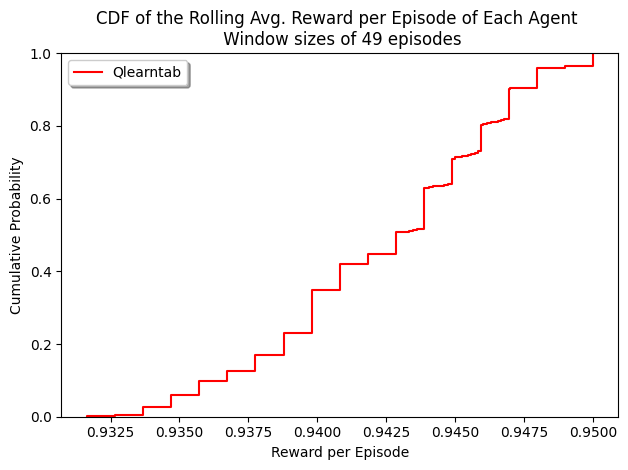 CDF of the Rolling Avg. Reward per Episode of Each Agent
Window sizes of 49 episodes
Qlearntab
Cumulative Probability
1.0
0.8
0.6
0.4
0.2
0.0
0.9325 0.9350 0.9375 0.9400 0.9425 0.9450 0.9475 0.9500
Reward per Episode